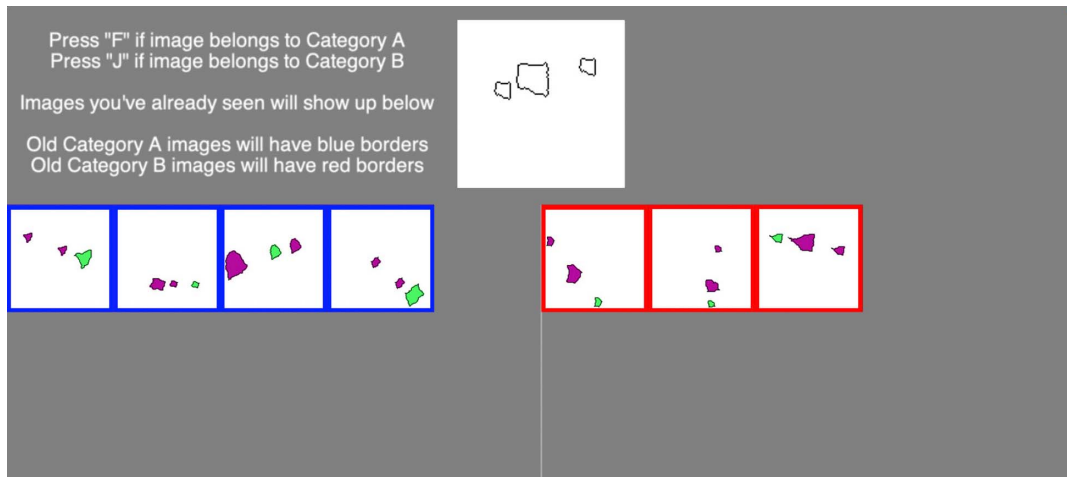 Press "F" if image belongs to Category A
Press "J" if image belongs to Category B
Images you've already seen will show up below
Old Category A images will have blue borders
Old Category B images will have red borders